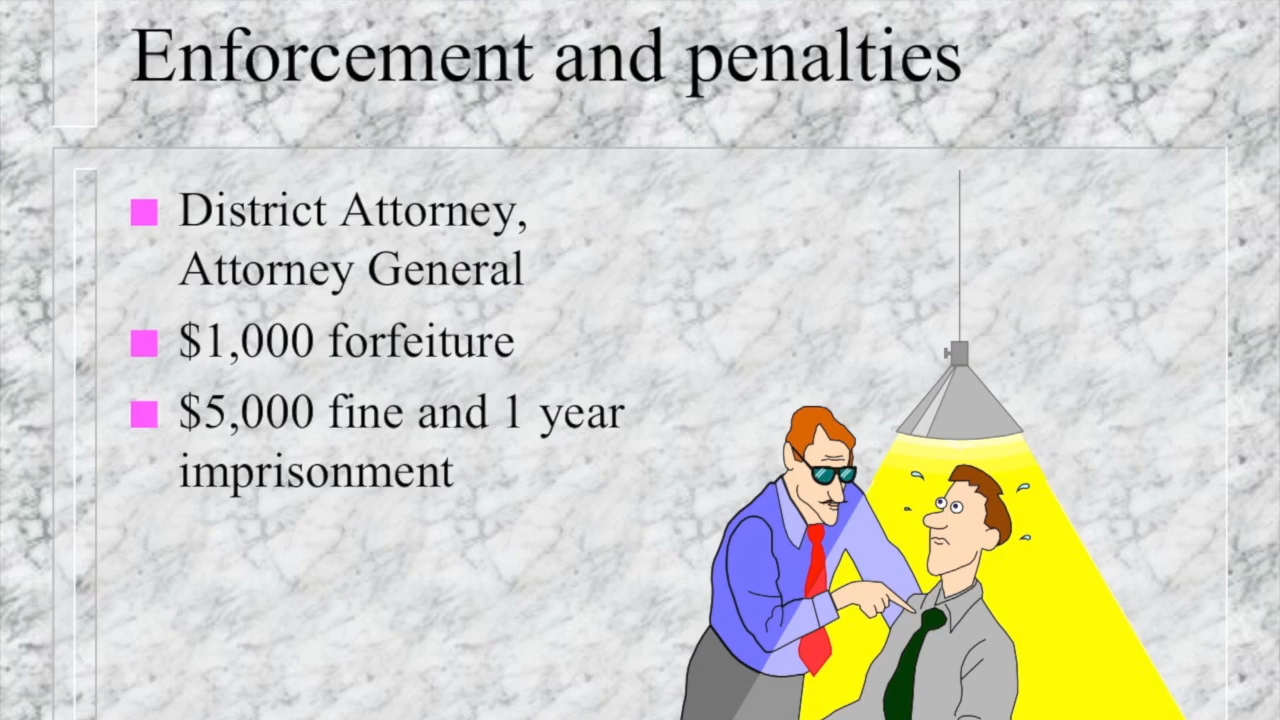 Enforcement and penalties
District Attorney,
Attorney General
$1,000 forfeiture
$5,000 fine and 1 year
imprisonment